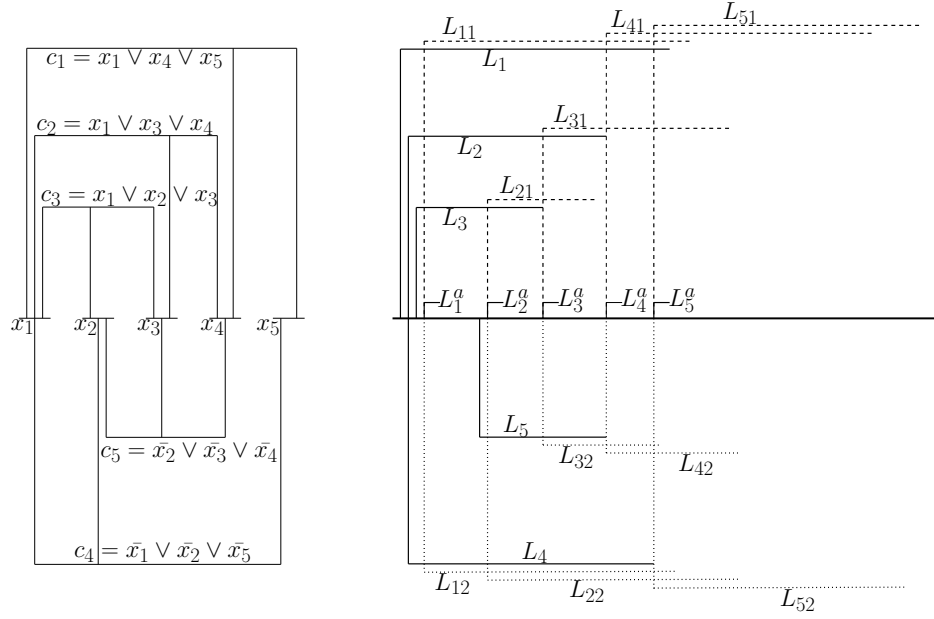 c₁ = x₁ ∨ x₄ ∨ x₅
c₂ = x₁ ∨ x₃ ∨ x₄
c₃ = x₁ ∨ x₂ ∨ x₃
x₁ x₂ x₃ x₄ x₅
c₅ = x̄₂ ∨ x̄₃ ∨ x̄₄
c₄ = x̄₁ ∨ x̄₂ ∨ x̄₅
L₁₁ L₄₁ L₅₁
L₁
L₃₁
L₂
L₂₁
L₃
L₁ᵃ L₂ᵃ L₃ᵃ L₄ᵃ L₅ᵃ
L₅
L₃₂ L₄₂
L₄
L₁₂ L₂₂ L₅₂